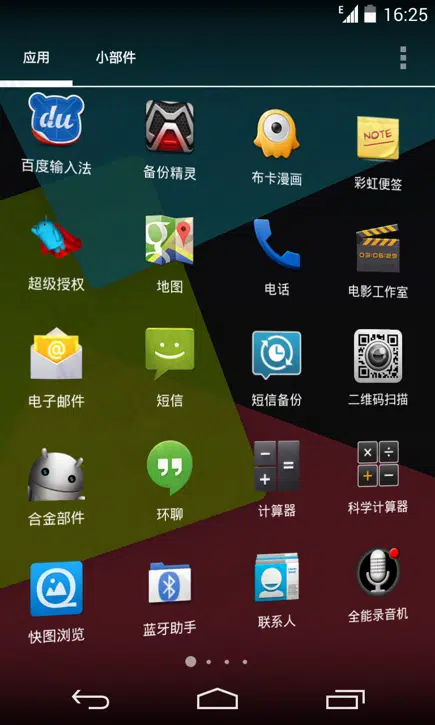 E 16:25
应用 小部件
du NOTE
百度输入法 备份精灵 布卡漫画 彩虹便签
03:06:29
超级授权 地图 电话 电影工作室
@
电子邮件 短信 短信备份 二维码扫描
合金部件 环聊 计算器 科学计算器
快图浏览 蓝牙助手 联系人 全能录音机